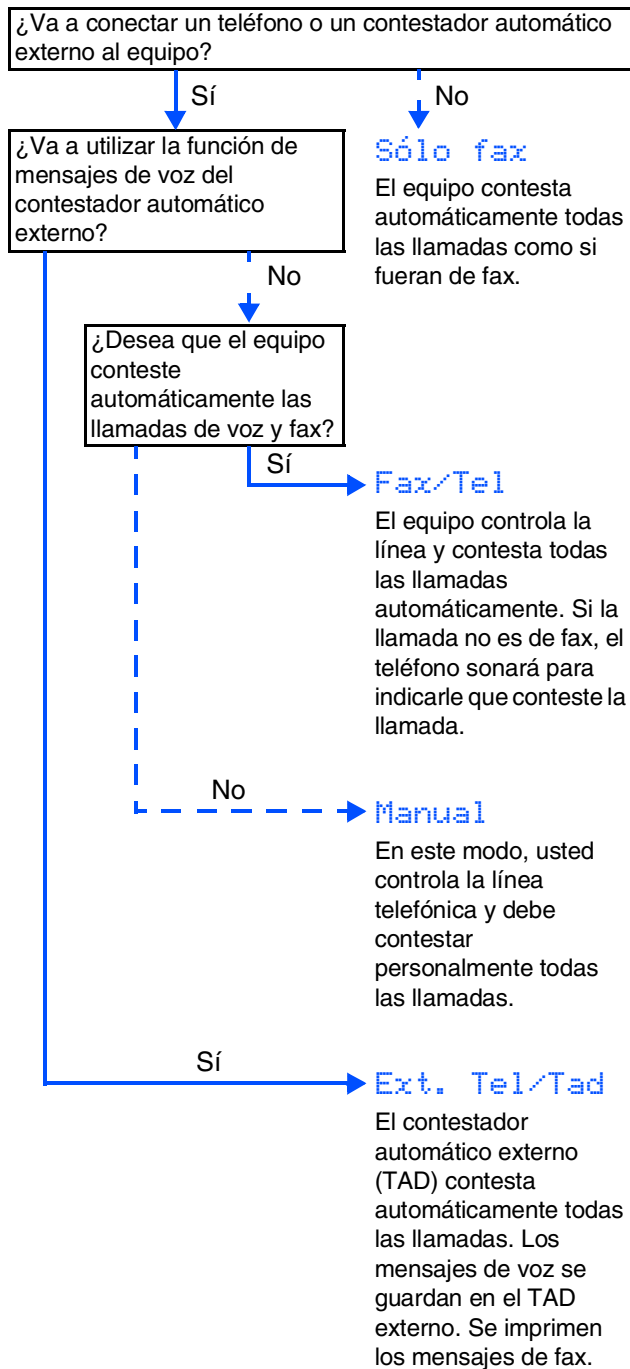 ¿Va a conectar un teléfono o un contestador automático
externo al equipo?
Sí
No
¿Va a utilizar la función de
mensajes de voz del
contestador automático
externo?
Sólo fax
El equipo contesta
automáticamente todas
las llamadas como si
fueran de fax.
No
¿Desea que el equipo
conteste
automáticamente las
llamadas de voz y fax?
Sí
Fax/Tel
El equipo controla la
línea y contesta todas
las llamadas
automáticamente. Si la
llamada no es de fax, el
teléfono sonará para
indicarle que conteste la
llamada.
No
Manual
En este modo, usted
controla la línea
telefónica y debe
contestar
personalmente todas
las llamadas.
Sí
Ext. Tel/Tad
El contestador
automático externo
(TAD) contesta
automáticamente todas
las llamadas. Los
mensajes de voz se
guardan en el TAD
externo. Se imprimen
los mensajes de fax.